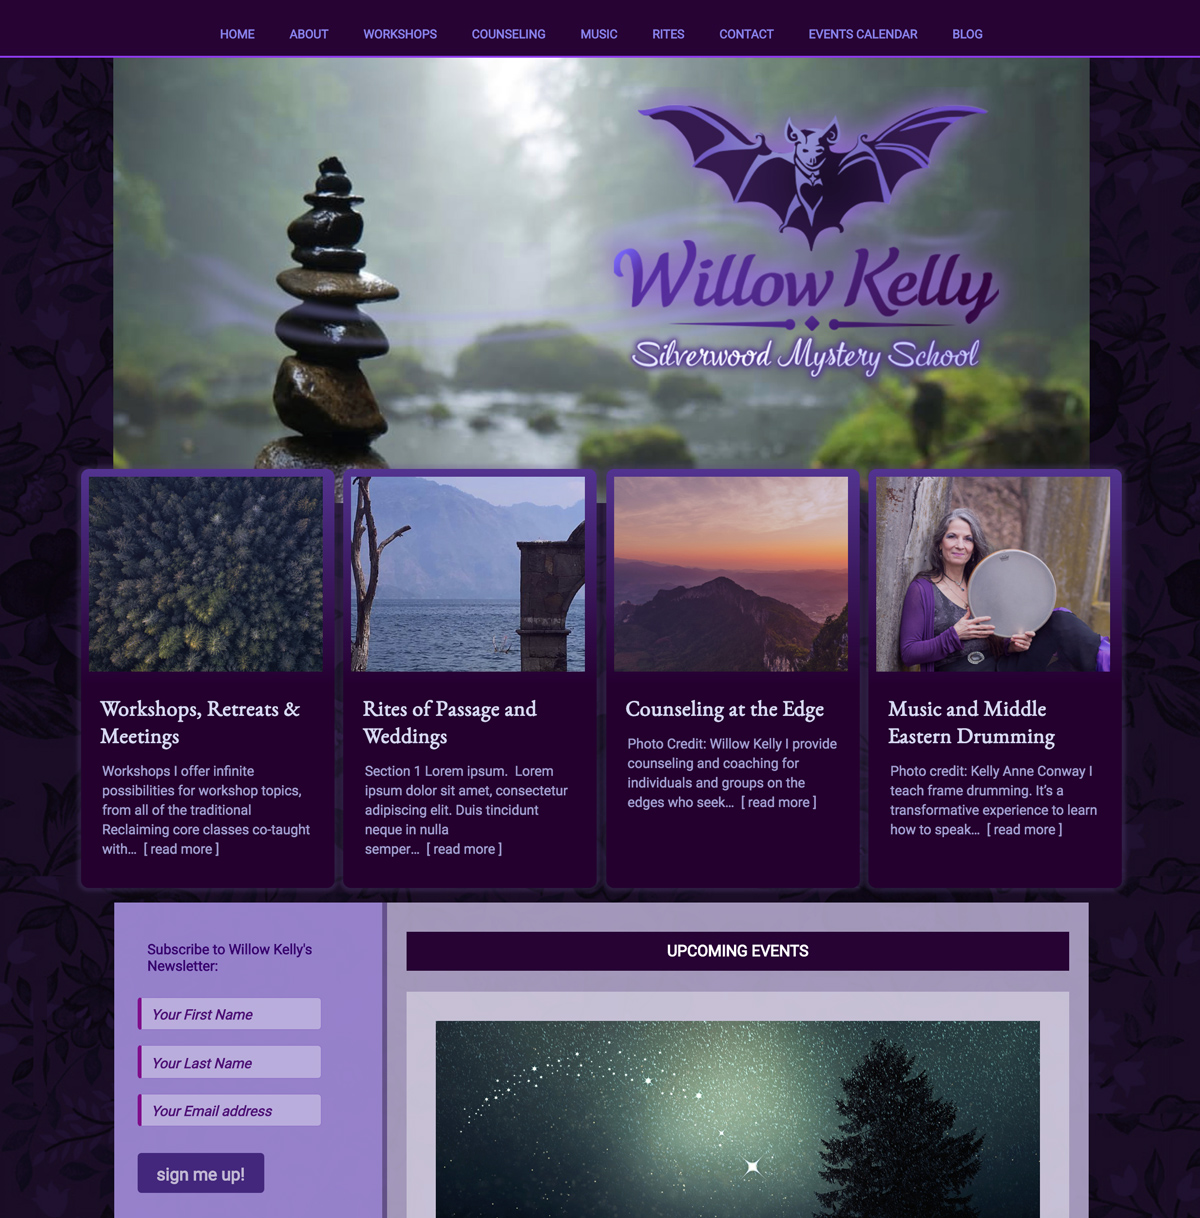 HOME ABOUT WORKSHOPS COUNSELING MUSIC RITES CONTACT EVENTS CALENDAR BLOG
Willow Kelly
Silverwood Mystery School
Workshops, Retreats &
Meetings
Workshops I offer infinite
possibilities for workshop topics,
from all of the traditional
Reclaiming core classes co-taught
with... [ read more ]
Rites of Passage and
Weddings
Section 1 Lorem ipsum.  Lorem
ipsum dolor sit amet, consectetur
adipiscing elit. Duis tincidunt
neque in nulla
semper... [ read more ]
Counseling at the Edge
Photo Credit: Willow Kelly I provide
counseling and coaching for
individuals and groups on the
edges who seek... [ read more ]
Music and Middle
Eastern Drumming
Photo credit: Kelly Anne Conway I
teach frame drumming. It's a
transformative experience to learn
how to speak... [ read more ]
Subscribe to Willow Kelly's
Newsletter:
Your First Name
Your Last Name
Your Email address
sign me up!
UPCOMING EVENTS